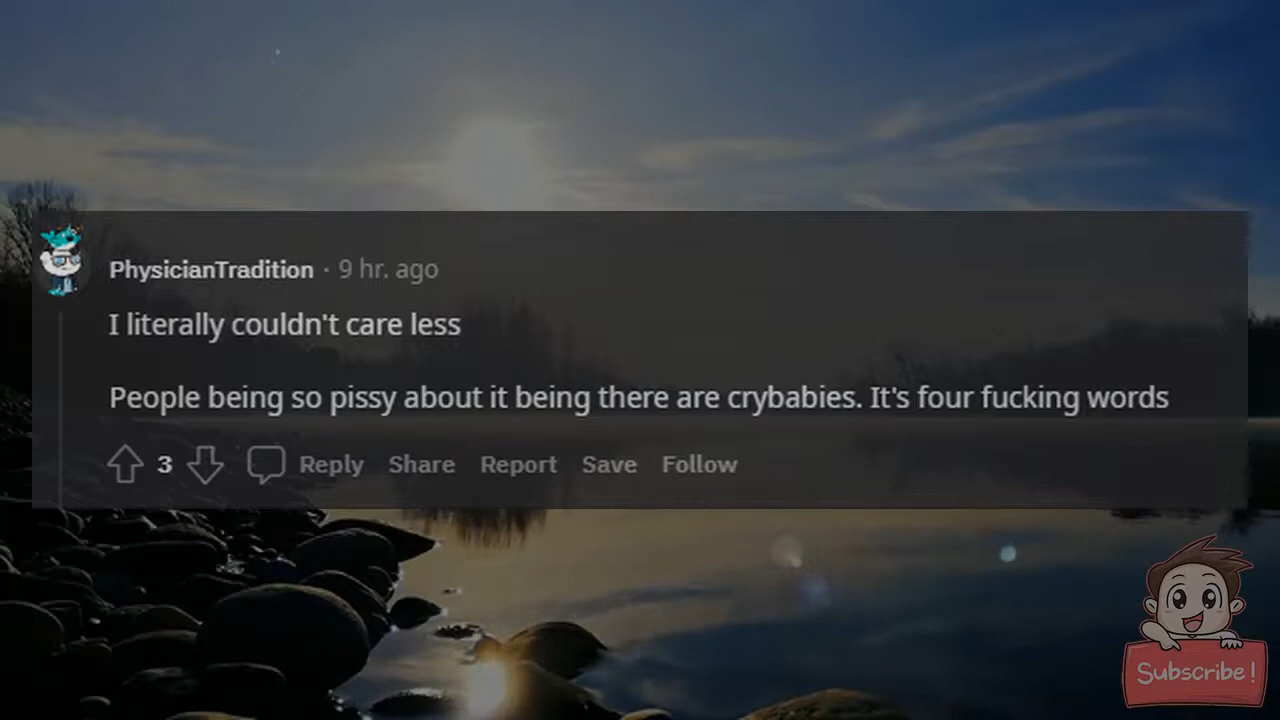 PhysicianTradition · 9 hr. ago
I literally couldn't care less
People being so pissy about it being there are crybabies. It's four fucking words
3 Reply Share Report Save Follow
Subscribe!